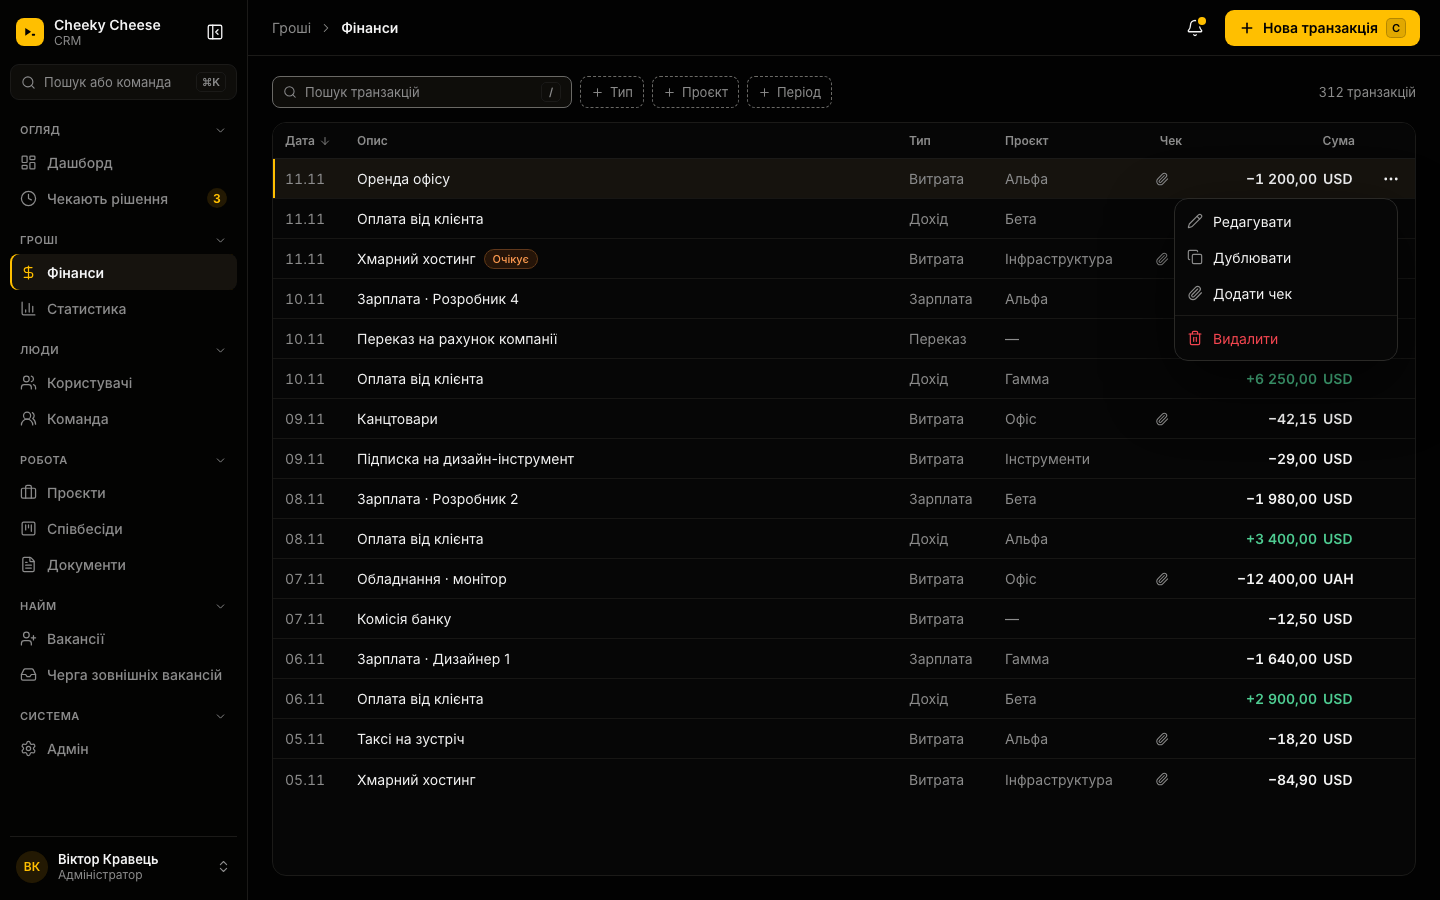 Cheeky Cheese
CRM
Пошук або команда ⌘K
ОГЛЯД
Дашборд
Чекають рішення 3
ГРОШІ
Фінанси
Статистика
ЛЮДИ
Користувачі
Команда
РОБОТА
Проєкти
Співбесіди
Документи
НАЙМ
Вакансії
Черга зовнішніх вакансій
СИСТЕМА
Адмін
ВК
Віктор Кравець
Адміністратор
Гроші Фінанси
+ Нова транзакція C
Пошук транзакцій /
+ Тип
+ Проєкт
+ Період
312 транзакцій
Дата ↓ Опис Тип Проєкт Чек Сума
11.11 Оренда офісу Витрата Альфа −1 200,00 USD ···
11.11 Оплата від клієнта Дохід Бета
11.11 Хмарний хостинг Очікує Витрата Інфраструктура
10.11 Зарплата · Розробник 4 Зарплата Альфа
10.11 Переказ на рахунок компанії Переказ —
10.11 Оплата від клієнта Дохід Гамма +6 250,00 USD
09.11 Канцтовари Витрата Офіс −42,15 USD
09.11 Підписка на дизайн-інструмент Витрата Інструменти −29,00 USD
08.11 Зарплата · Розробник 2 Зарплата Бета −1 980,00 USD
08.11 Оплата від клієнта Дохід Альфа +3 400,00 USD
07.11 Обладнання · монітор Витрата Офіс −12 400,00 UAH
07.11 Комісія банку Витрата — −12,50 USD
06.11 Зарплата · Дизайнер 1 Зарплата Гамма −1 640,00 USD
06.11 Оплата від клієнта Дохід Бета +2 900,00 USD
05.11 Таксі на зустріч Витрата Альфа −18,20 USD
05.11 Хмарний хостинг Витрата Інфраструктура −84,90 USD
Редагувати
Дублювати
Додати чек
Видалити